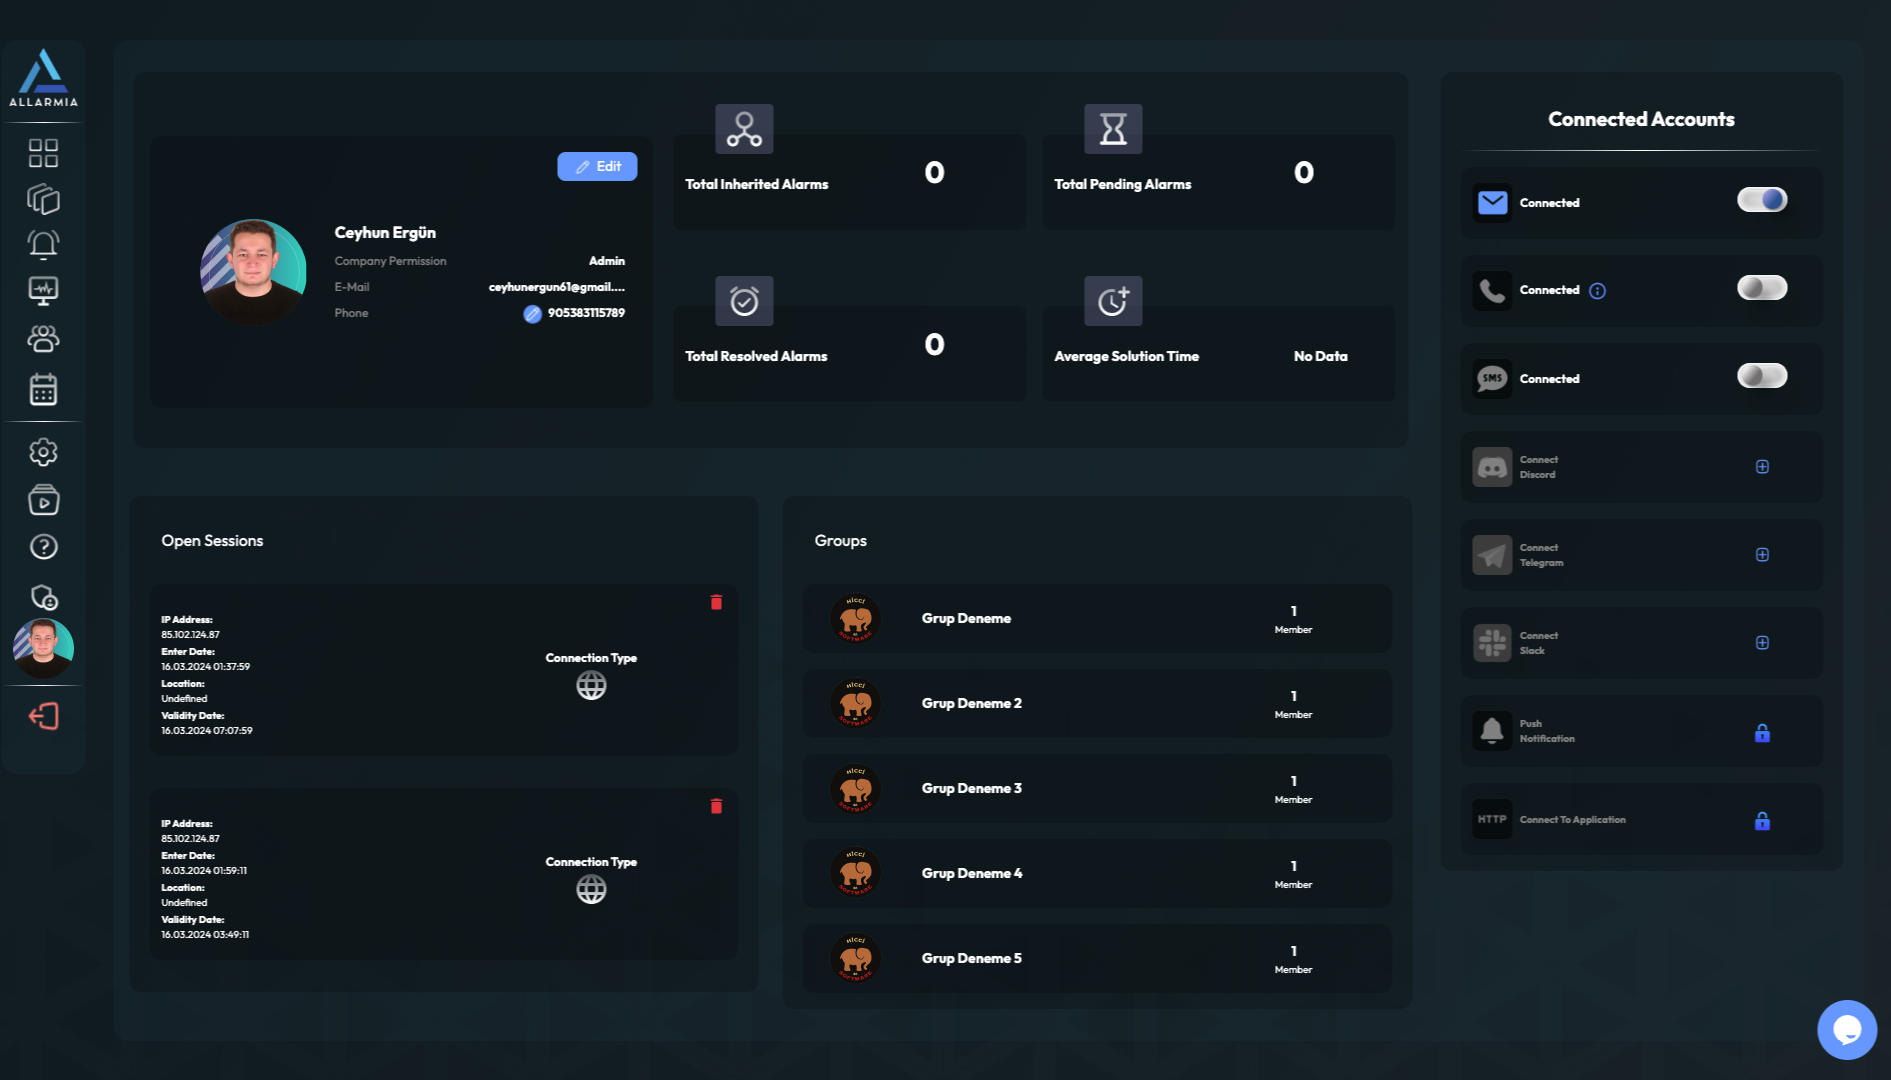 ALLARMIA
Edit
Ceyhun Ergün
Company Permission Admin
E-Mail ceyhunergun61@gmail....
Phone 905383115789
Total Inherited Alarms 0
Total Pending Alarms 0
Total Resolved Alarms 0
Average Solution Time No Data
Connected Accounts
Connected
Connected
SMS Connected
Connect
Discord
Connect
Telegram
Connect
Slack
Push
Notification
HTTP Connect To Application
Open Sessions
IP Address:
85.102.124.87
Enter Date:
16.03.2024 01:37:59
Location:
Undefined
Validity Date:
16.03.2024 07:07:59
Connection Type
IP Address:
85.102.124.87
Enter Date:
16.03.2024 01:59:11
Location:
Undefined
Validity Date:
16.03.2024 03:49:11
Connection Type
Groups
Grup Deneme
1
Member
SOFTWARE
Grup Deneme 2
1
Member
SOFTWARE
Grup Deneme 3
1
Member
SOFTWARE
Grup Deneme 4
1
Member
SOFTWARE
Grup Deneme 5
1
Member
SOFTWARE